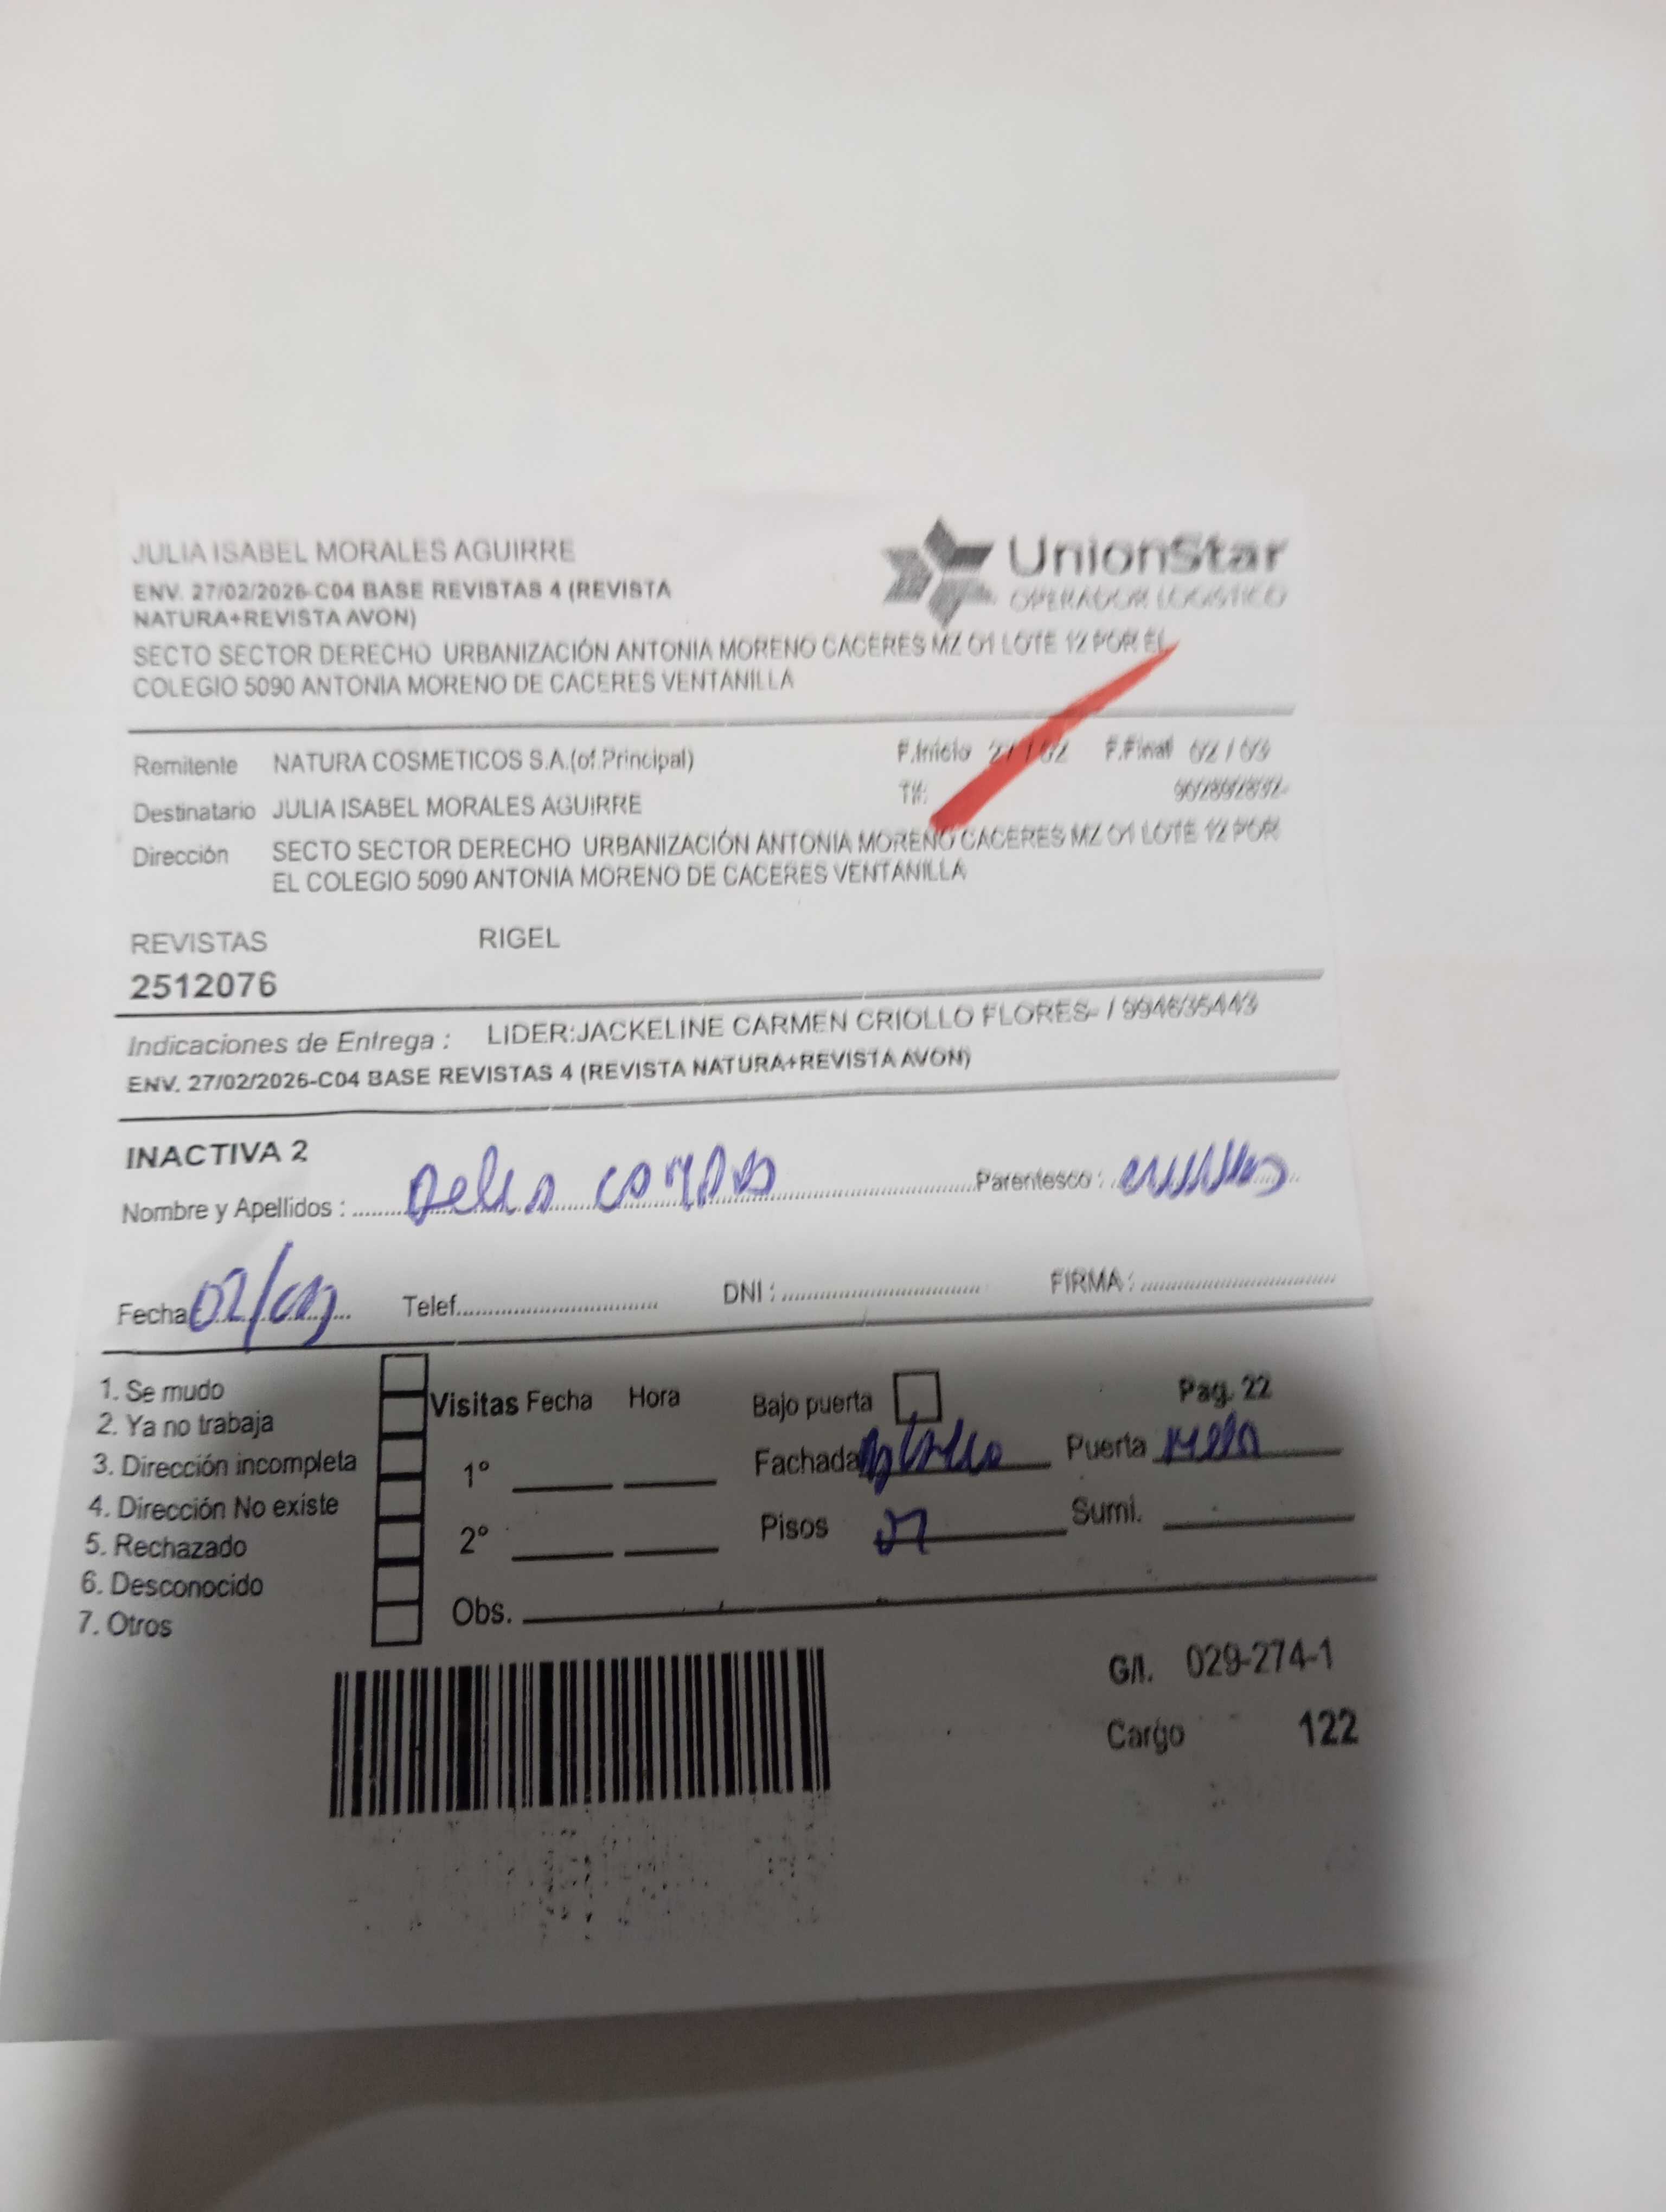 JULIA ISABEL MORALES AGUIRRE
ENV. 27/02/2026-C04 BASE REVISTAS 4 (REVISTA
NATURA+REVISTA AVON)
UnionStar
OPERADOR LOGISTICO
SECTO SECTOR DERECHO URBANIZACIÓN ANTONIA MORENO CACERES MZ O1 LOTE 12 POR EL
COLEGIO 5090 ANTONIA MORENO DE CACERES VENTANILLA
Remitente NATURA COSMETICOS S.A.(of.Principal) F.Inicio 27/02 F.Final 02/03
Destinatario JULIA ISABEL MORALES AGUIRRE Tlf:
Dirección SECTO SECTOR DERECHO URBANIZACIÓN ANTONIA MORENO CACERES MZ O1 LOTE 12 POR
EL COLEGIO 5090 ANTONIA MORENO DE CACERES VENTANILLA
REVISTAS RIGEL
2512076
Indicaciones de Entrega : LIDER:JACKELINE CARMEN CRIOLLO FLORES- / 994635443
ENV. 27/02/2026-C04 BASE REVISTAS 4 (REVISTA NATURA+REVISTA AVON)
INACTIVA 2
Nombre y Apellidos : Parentesco :
Fecha 02/03 Telef. DNI : FIRMA :
1. Se mudo
2. Ya no trabaja
3. Dirección incompleta
4. Dirección No existe
5. Rechazado
6. Desconocido
7. Otros
Visitas Fecha Hora
1°
2°
Obs.
Bajo puerta Pag. 22
Fachada Puerta
Pisos Sumi.
G/l. 029-274-1
Cargo 122